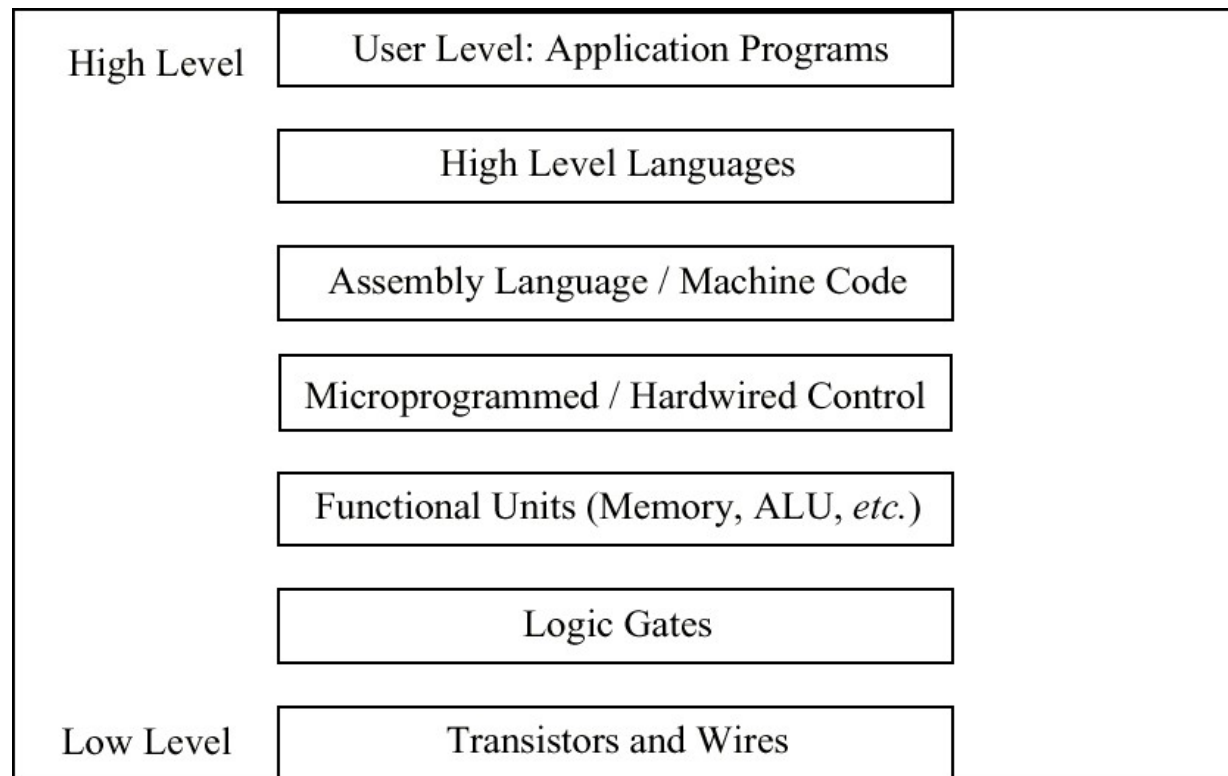 High Level
User Level: Application Programs
High Level Languages
Assembly Language / Machine Code
Microprogrammed / Hardwired Control
Functional Units (Memory, ALU, etc.)
Logic Gates
Low Level
Transistors and Wires